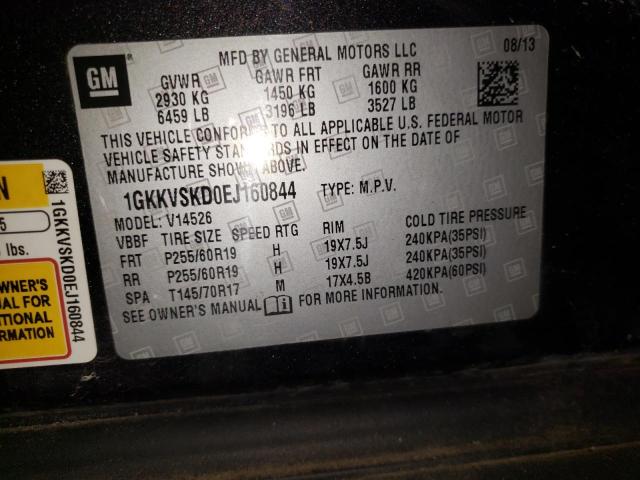 GM
MFD BY GENERAL MOTORS LLC 08/13
GVWR GAWR FRT GAWR RR
2930 KG 1450 KG 1600 KG
6459 LB 3196 LB 3527 LB
THIS VEHICLE CONFORMS TO ALL APPLICABLE U.S. FEDERAL MOTOR
VEHICLE SAFETY STANDARDS IN EFFECT ON THE DATE OF
MANUFACTURE SHOWN ABOVE.
1GKKVSKD0EJ160844 TYPE: M.P.V.
MODEL: V14526
VBBF TIRE SIZE SPEED RTG RIM COLD TIRE PRESSURE
FRT P255/60R19 H 19X7.5J 240KPA(35PSI)
RR P255/60R19 H 19X7.5J 240KPA(35PSI)
SPA T145/70R17 M 17X4.5B 420KPA(60PSI)
SEE OWNER'S MANUAL FOR MORE INFORMATION
N
5
lbs.
OWNER'S
UAL FOR
ITIONAL
RMATION
1GKKVSKD0EJ160844